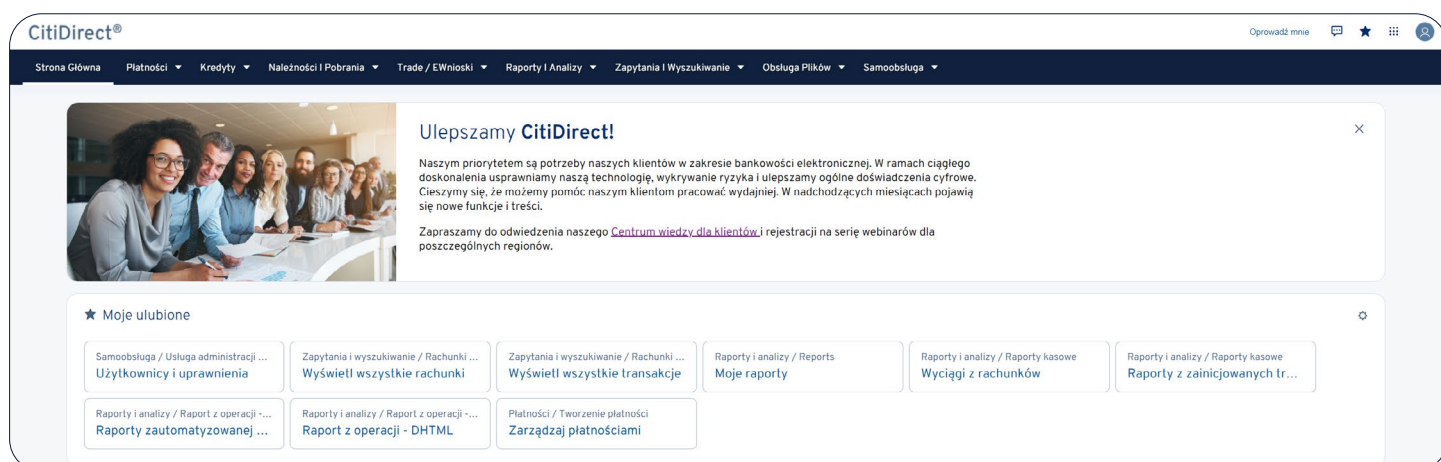 CitiDirect®
Oprowadź mnie
Strona Główna Płatności Kredyty Należności I Pobrania Trade / EWnioski Raporty I Analizy Zapytania I Wyszukiwanie Obsługa Plików Samoobsługa
Ulepszamy CitiDirect!
Naszym priorytetem są potrzeby naszych klientów w zakresie bankowości elektronicznej. W ramach ciągłego
doskonalenia usprawniamy naszą technologię, wykrywanie ryzyka i ulepszamy ogólne doświadczenia cyfrowe.
Cieszymy się, że możemy pomóc naszym klientom pracować wydajniej. W nadchodzących miesiącach pojawią
się nowe funkcje i treści.
Zapraszamy do odwiedzenia naszego Centrum wiedzy dla klientów i rejestracji na serię webinarów dla
poszczególnych regionów.
Moje ulubione
Samoobsługa / Usługa administracji ...
Użytkownicy i uprawnienia
Zapytania i wyszukiwanie / Rachunki ...
Wyświetl wszystkie rachunki
Zapytania i wyszukiwanie / Rachunki ...
Wyświetl wszystkie transakcje
Raporty i analizy / Reports
Moje raporty
Raporty i analizy / Raporty kasowe
Wyciągi z rachunków
Raporty i analizy / Raporty kasowe
Raporty z zainicjowanych tr...
Raporty i analizy / Raport z operacji -...
Raporty zautomatyzowanej ...
Raporty i analizy / Raport z operacji -...
Raport z operacji - DHTML
Płatności / Tworzenie płatności
Zarządzaj płatnościami